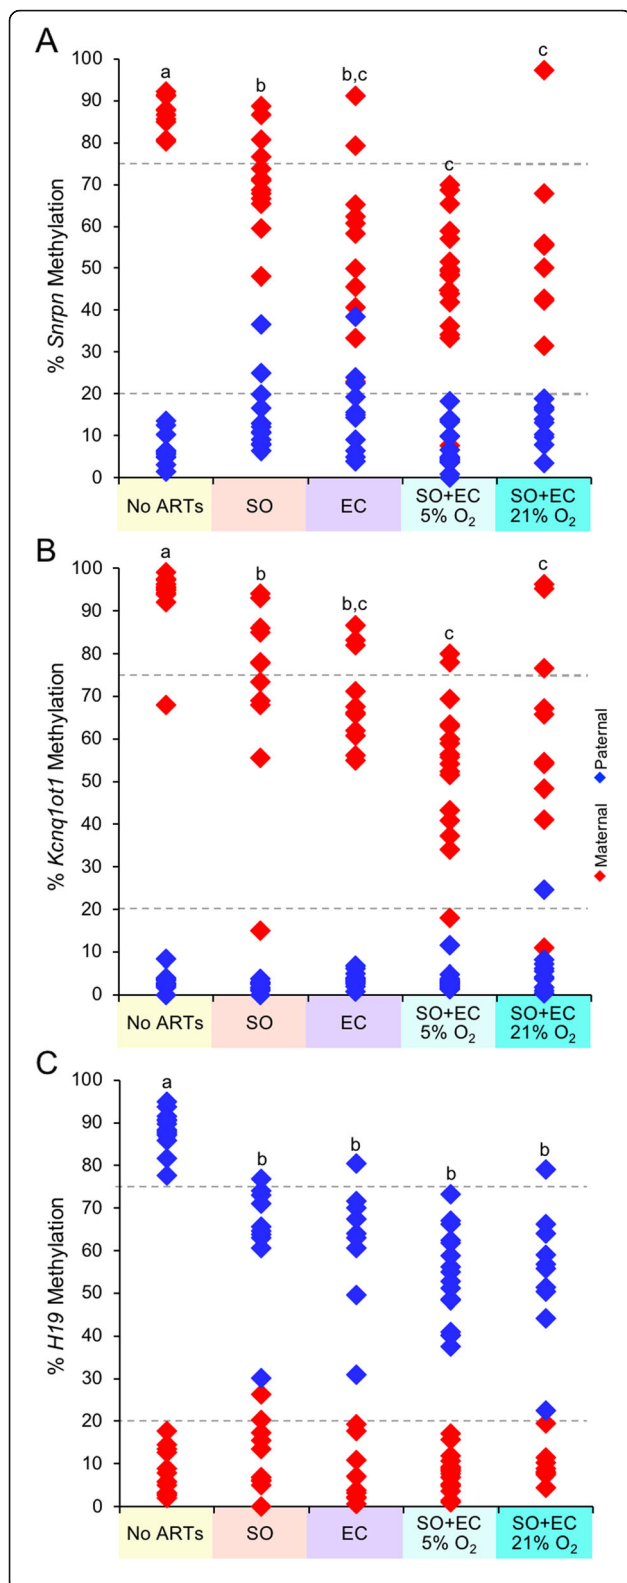 A
% Snrpn Methylation
100
90
80
70
60
50
40
30
20
10
0
a
b
b,c
c
c
No ARTs
SO
EC
SO+EC
5% O₂
SO+EC
21% O₂
B
% Kcnq1ot1 Methylation
100
90
80
70
60
50
40
30
20
10
0
a
b
b,c
c
c
No ARTs
SO
EC
SO+EC
5% O₂
SO+EC
21% O₂
Maternal
Paternal
C
% H19 Methylation
100
90
80
70
60
50
40
30
20
10
0
a
b
b
b
b
No ARTs
SO
EC
SO+EC
5% O₂
SO+EC
21% O₂